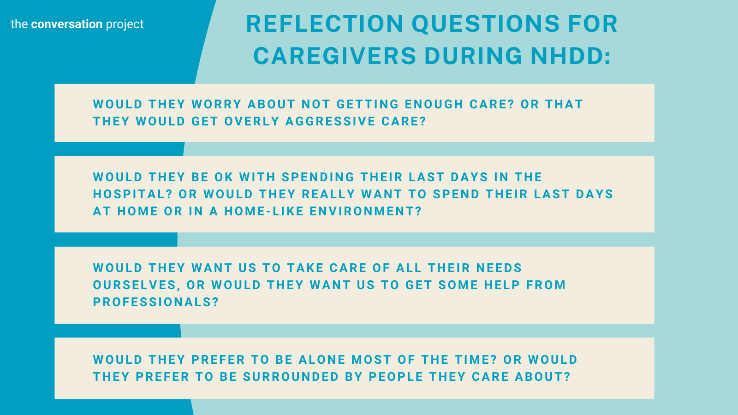 the conversation project
REFLECTION QUESTIONS FOR
CAREGIVERS DURING NHDD:
WOULD THEY WORRY ABOUT NOT GETTING ENOUGH CARE? OR THAT
THEY WOULD GET OVERLY AGGRESSIVE CARE?
WOULD THEY BE OK WITH SPENDING THEIR LAST DAYS IN THE
HOSPITAL? OR WOULD THEY REALLY WANT TO SPEND THEIR LAST DAYS
AT HOME OR IN A HOME-LIKE ENVIRONMENT?
WOULD THEY WANT US TO TAKE CARE OF ALL THEIR NEEDS
OURSELVES, OR WOULD THEY WANT US TO GET SOME HELP FROM
PROFESSIONALS?
WOULD THEY PREFER TO BE ALONE MOST OF THE TIME? OR WOULD
THEY PREFER TO BE SURROUNDED BY PEOPLE THEY CARE ABOUT?